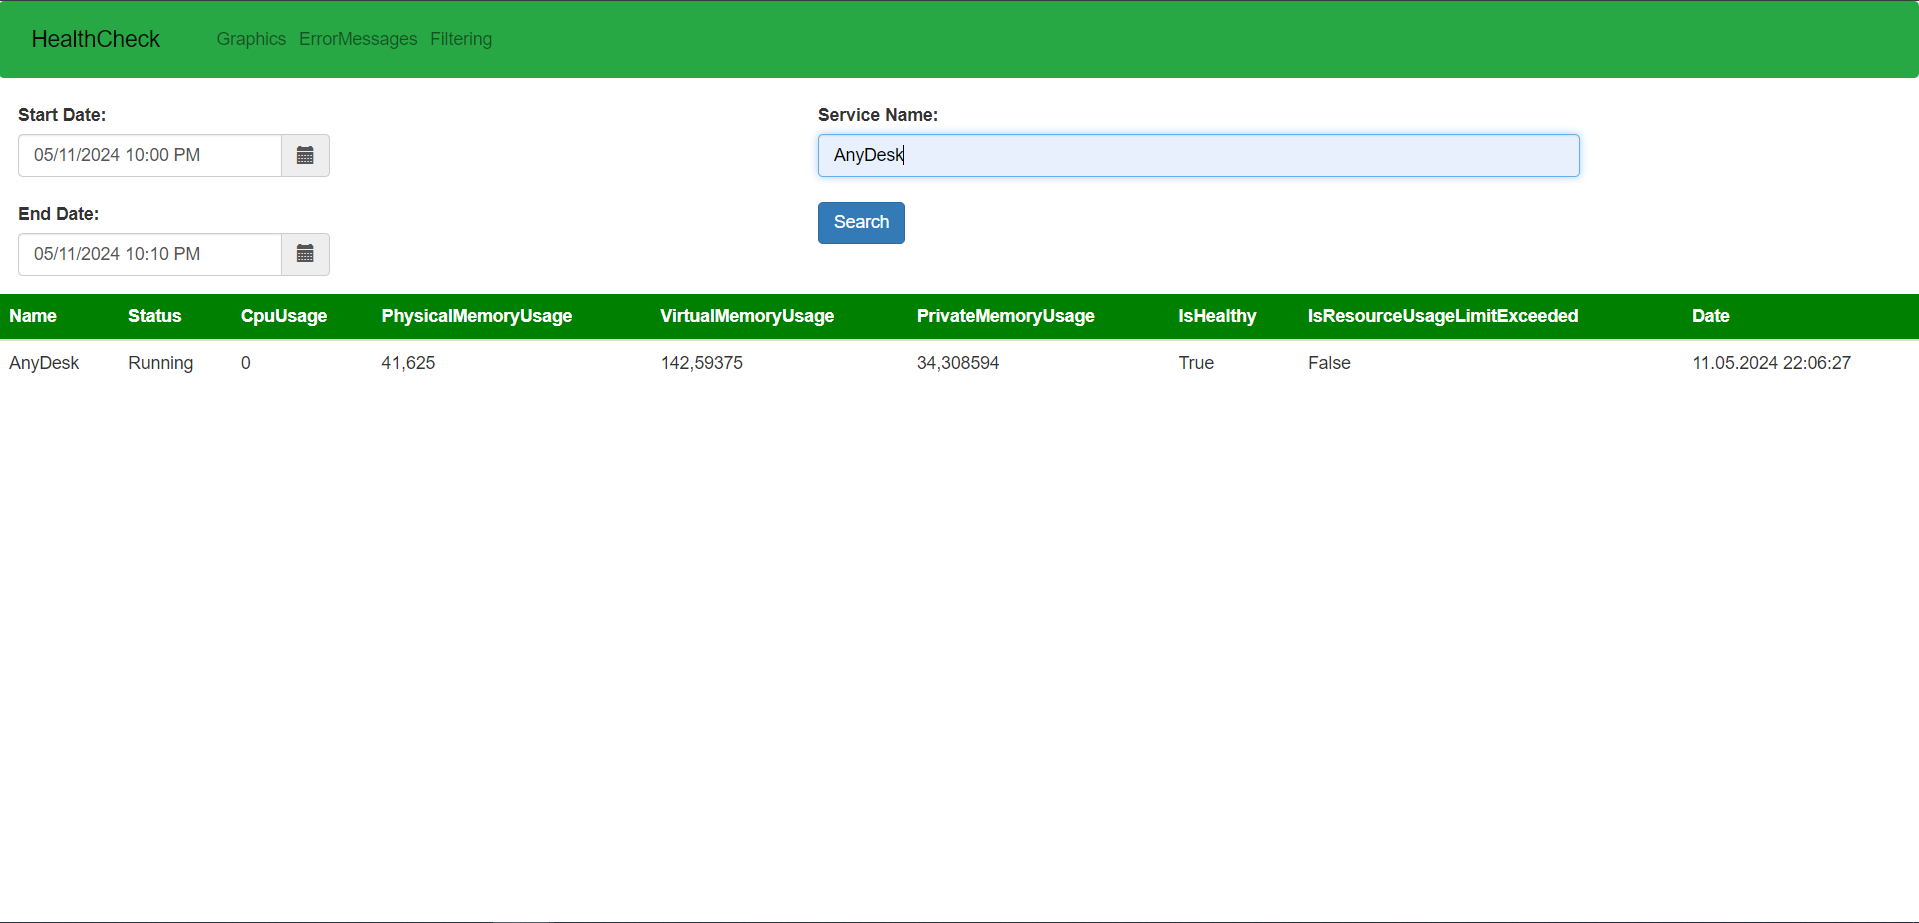 HealthCheck Graphics ErrorMessages Filtering
Start Date:
05/11/2024 10:00 PM
End Date:
05/11/2024 10:10 PM
Service Name:
AnyDesk
Search
Name Status CpuUsage PhysicalMemoryUsage VirtualMemoryUsage PrivateMemoryUsage IsHealthy IsResourceUsageLimitExceeded Date
AnyDesk Running 0 41,625 142,59375 34,308594 True False 11.05.2024 22:06:27